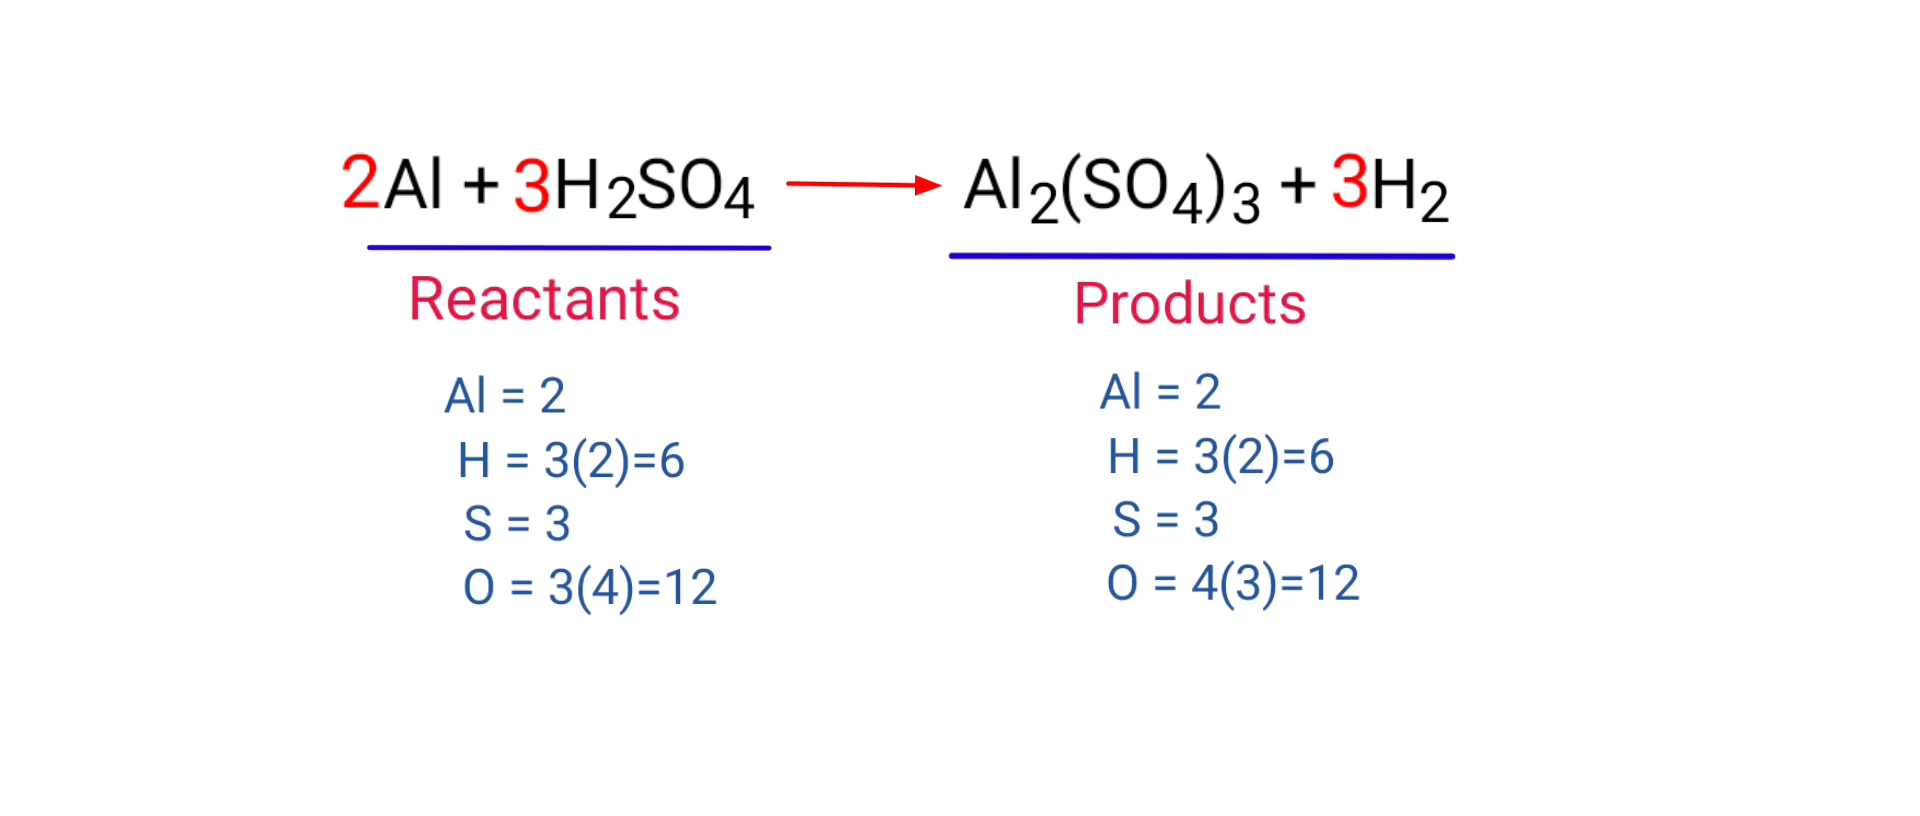 2Al + 3H₂SO₄ → Al₂(SO₄)₃ + 3H₂
Reactants
Al = 2
H = 3(2)=6
S = 3
O = 3(4)=12
Products
Al = 2
H = 3(2)=6
S = 3
O = 4(3)=12